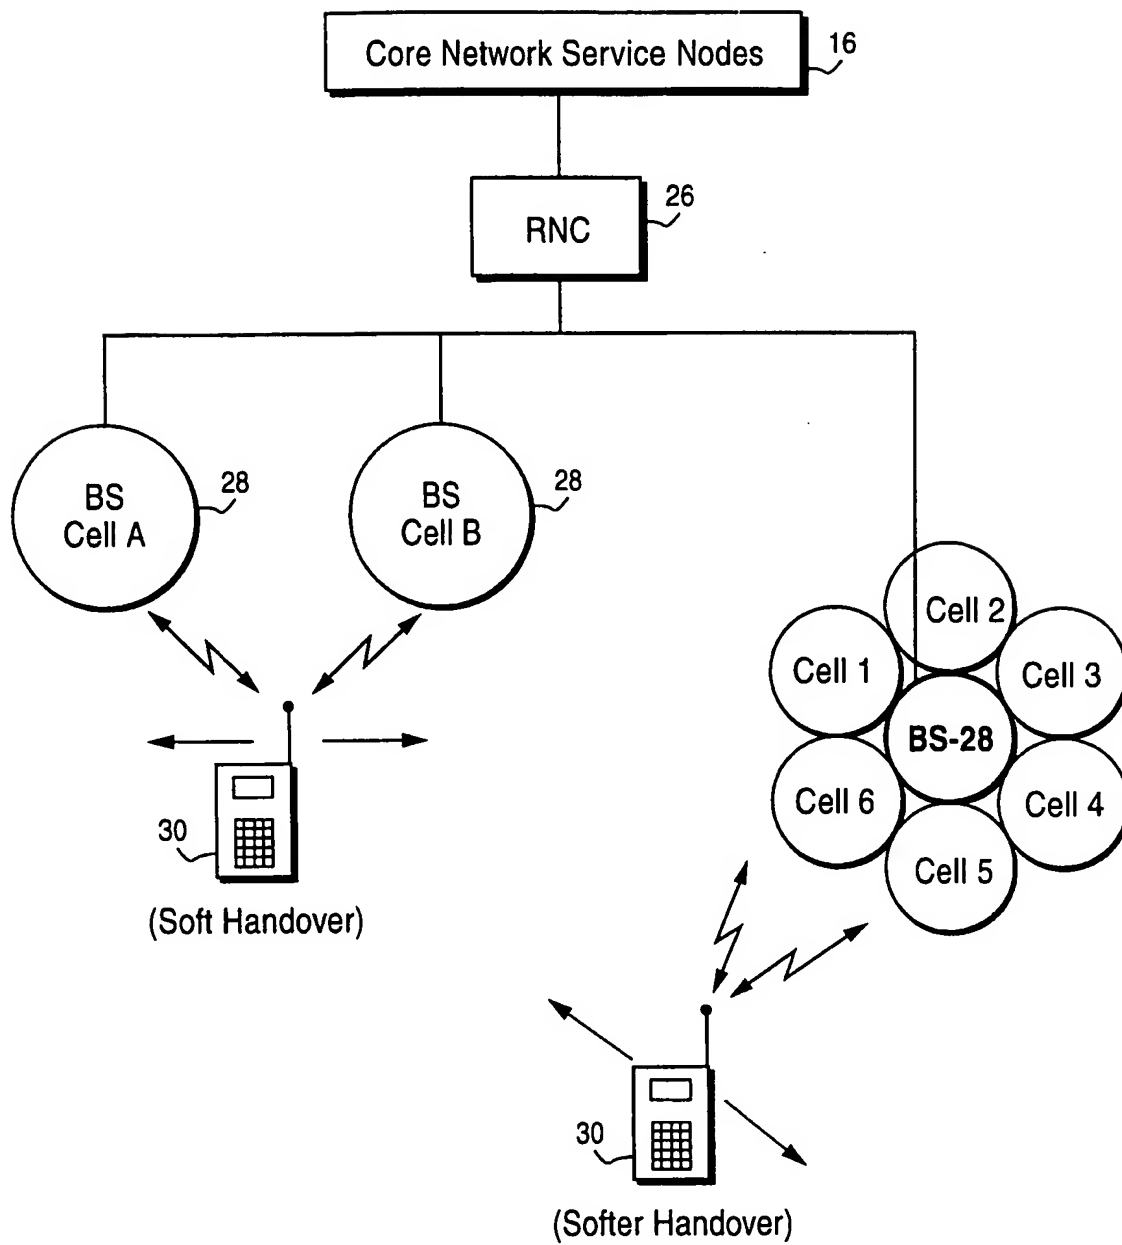 Core Network Service Nodes
16
RNC
26
BS
Cell A
28
BS
Cell B
28
Cell 2
Cell 1
Cell 3
BS-28
Cell 6
Cell 4
Cell 5
30
(Soft Handover)
30
(Softer Handover)